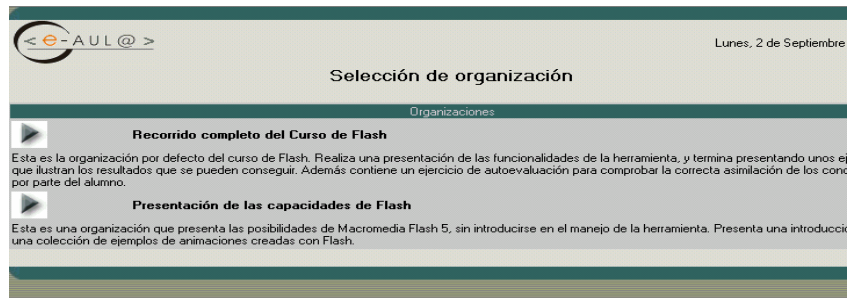 <e-AUL@>
Lunes, 2 de Septiembre
Selección de organización
Organizaciones
Recorrido completo del Curso de Flash
Esta es la organización por defecto del curso de Flash. Realiza una presentación de las funcionalidades de la herramienta, y termina presentando unos ej
que ilustran los resultados que se pueden conseguir. Además contiene un ejercicio de autoevaluación para comprobar la correcta asimilación de los conc
por parte del alumno.
Presentación de las capacidades de Flash
Esta es una organización que presenta las posibilidades de Macromedia Flash 5, sin introducirse en el manejo de la herramienta. Presenta una introducció
una colección de ejemplos de animaciones creadas con Flash.